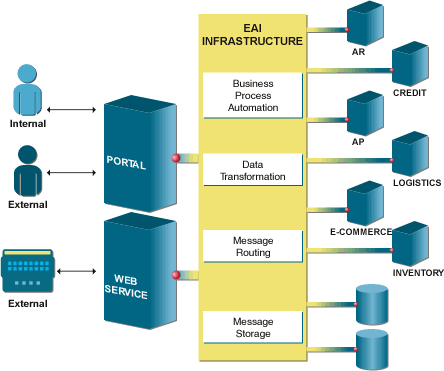 EAI
INFRASTRUCTURE
AR
Business
Process
Automation
CREDIT
Internal
AP
PORTAL
Data
Transformation
LOGISTICS
External
E-COMMERCE
Message
Routing
INVENTORY
WEB
SERVICE
External
Message
Storage